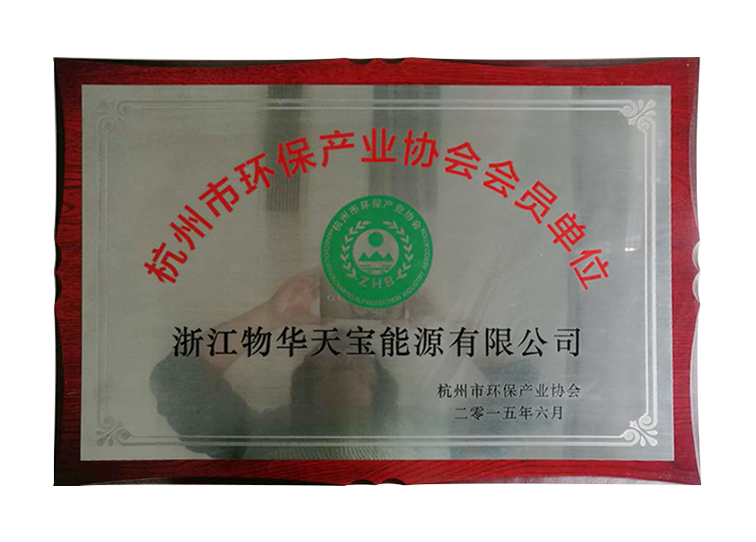 杭州市环保产业协会会员单位
杭州市环保产业协会
ZHB
浙江物华天宝能源有限公司
杭州市环保产业协会
二零一五年六月